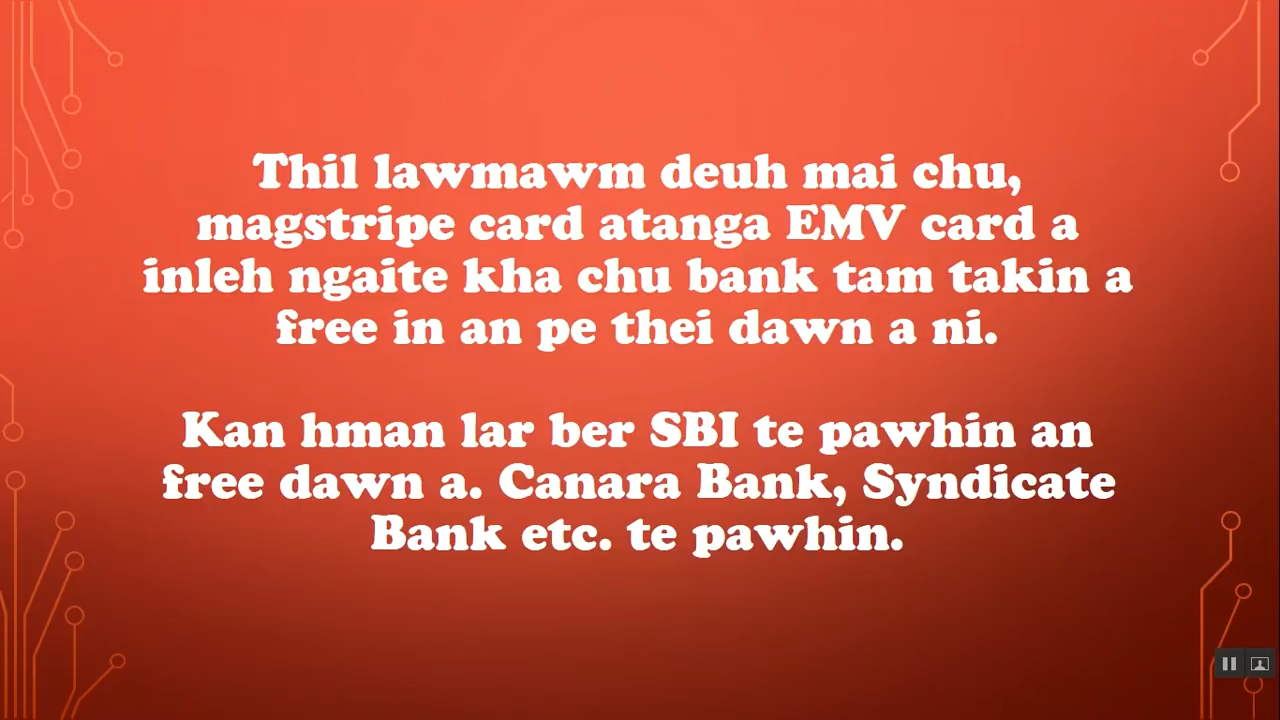 Thil lawmawm deuh mai chu,
magstripe card atanga EMV card a
inleh ngaite kha chu bank tam takin a
free in an pe thei dawn a ni.
Kan hman lar ber SBI te pawhin an
free dawn a. Canara Bank, Syndicate
Bank etc. te pawhin.